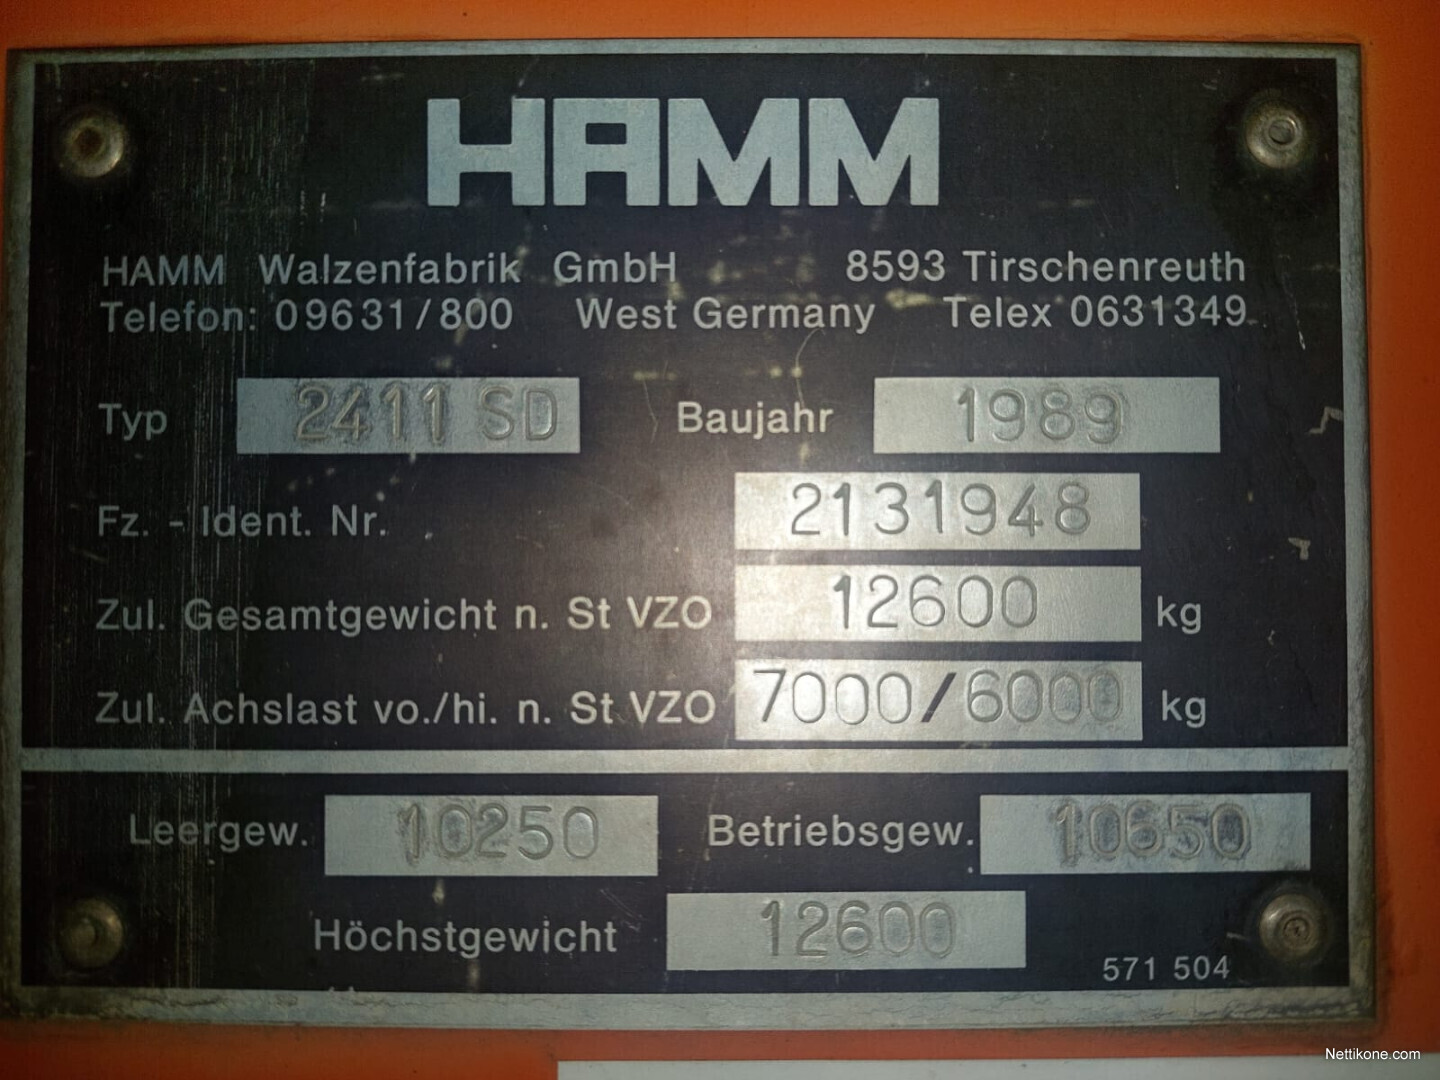 HAMM
HAMM Walzenfabrik GmbH 8593 Tirschenreuth
Telefon: 09631/800 West Germany Telex 0631349
Typ 2411 SD Baujahr 1989
Fz. - Ident. Nr. 2131948
Zul. Gesamtgewicht n. St VZO 12600 kg
Zul. Achslast vo./hi. n. St VZO 7000/6000 kg
Leergew. 10250 Betriebsgew. 10650
Höchstgewicht 12600
571 504
Nettikone.com